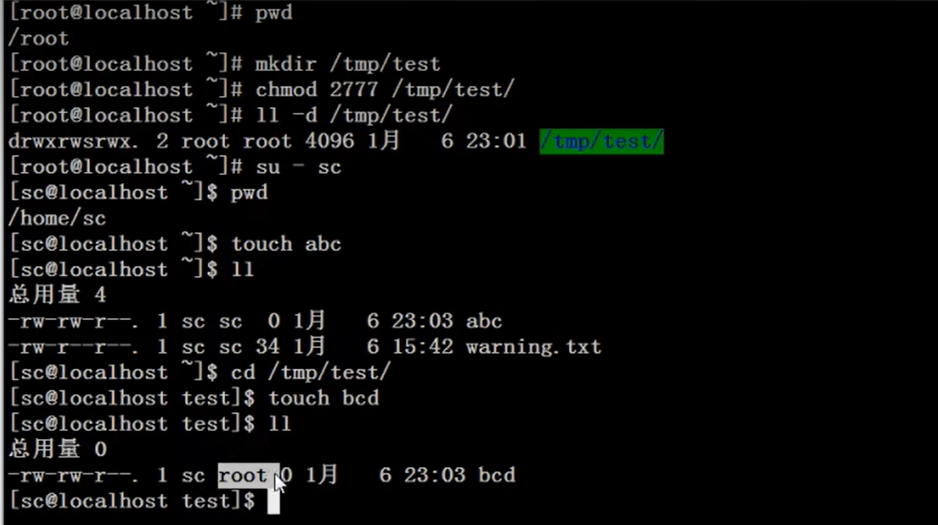 [root@localhost ~]# pwd
/root
[root@localhost ~]# mkdir /tmp/test
[root@localhost ~]# chmod 2777 /tmp/test/
[root@localhost ~]# ll -d /tmp/test/
drwxrwsrwx. 2 root root 4096 1月   6 23:01 /tmp/test/
[root@localhost ~]# su - sc
[sc@localhost ~]$ pwd
/home/sc
[sc@localhost ~]$ touch abc
[sc@localhost ~]$ ll
总用量 4
-rw-rw-r--. 1 sc sc  0 1月   6 23:03 abc
-rw-r--r--. 1 sc sc 34 1月   6 15:42 warning.txt
[sc@localhost ~]$ cd /tmp/test/
[sc@localhost test]$ touch bcd
[sc@localhost test]$ ll
总用量 0
-rw-rw-r--. 1 sc root 0 1月   6 23:03 bcd
[sc@localhost test]$